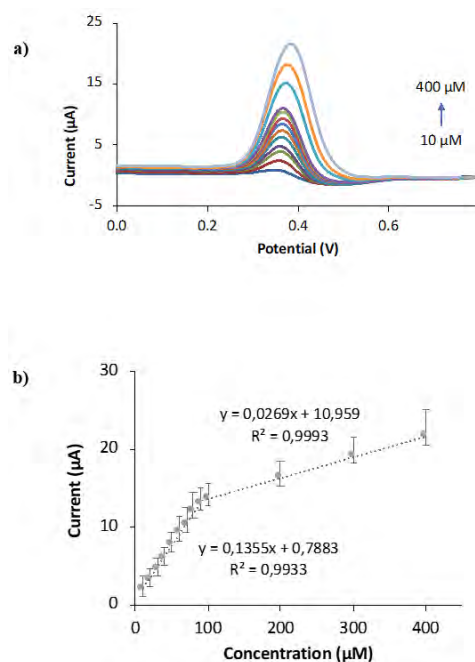 a)
25
15
5
-5
Current (µA)
400 µM
10 µM
0.0 0.2 0.4 0.6
Potential (V)
b)
30
20
10
0
Current (µA)
y = 0,0269x + 10,959
R² = 0,9993
y = 0,1355x + 0,7883
R² = 0,9933
0 100 200 300 400
Concentration (µM)